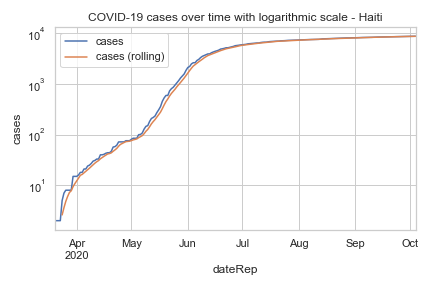 COVID-19 cases over time with logarithmic scale - Haiti
cases
cases (rolling)
10⁴
10³
10²
10¹
cases
Apr May Jun Jul Aug Sep Oct
2020
dateRep